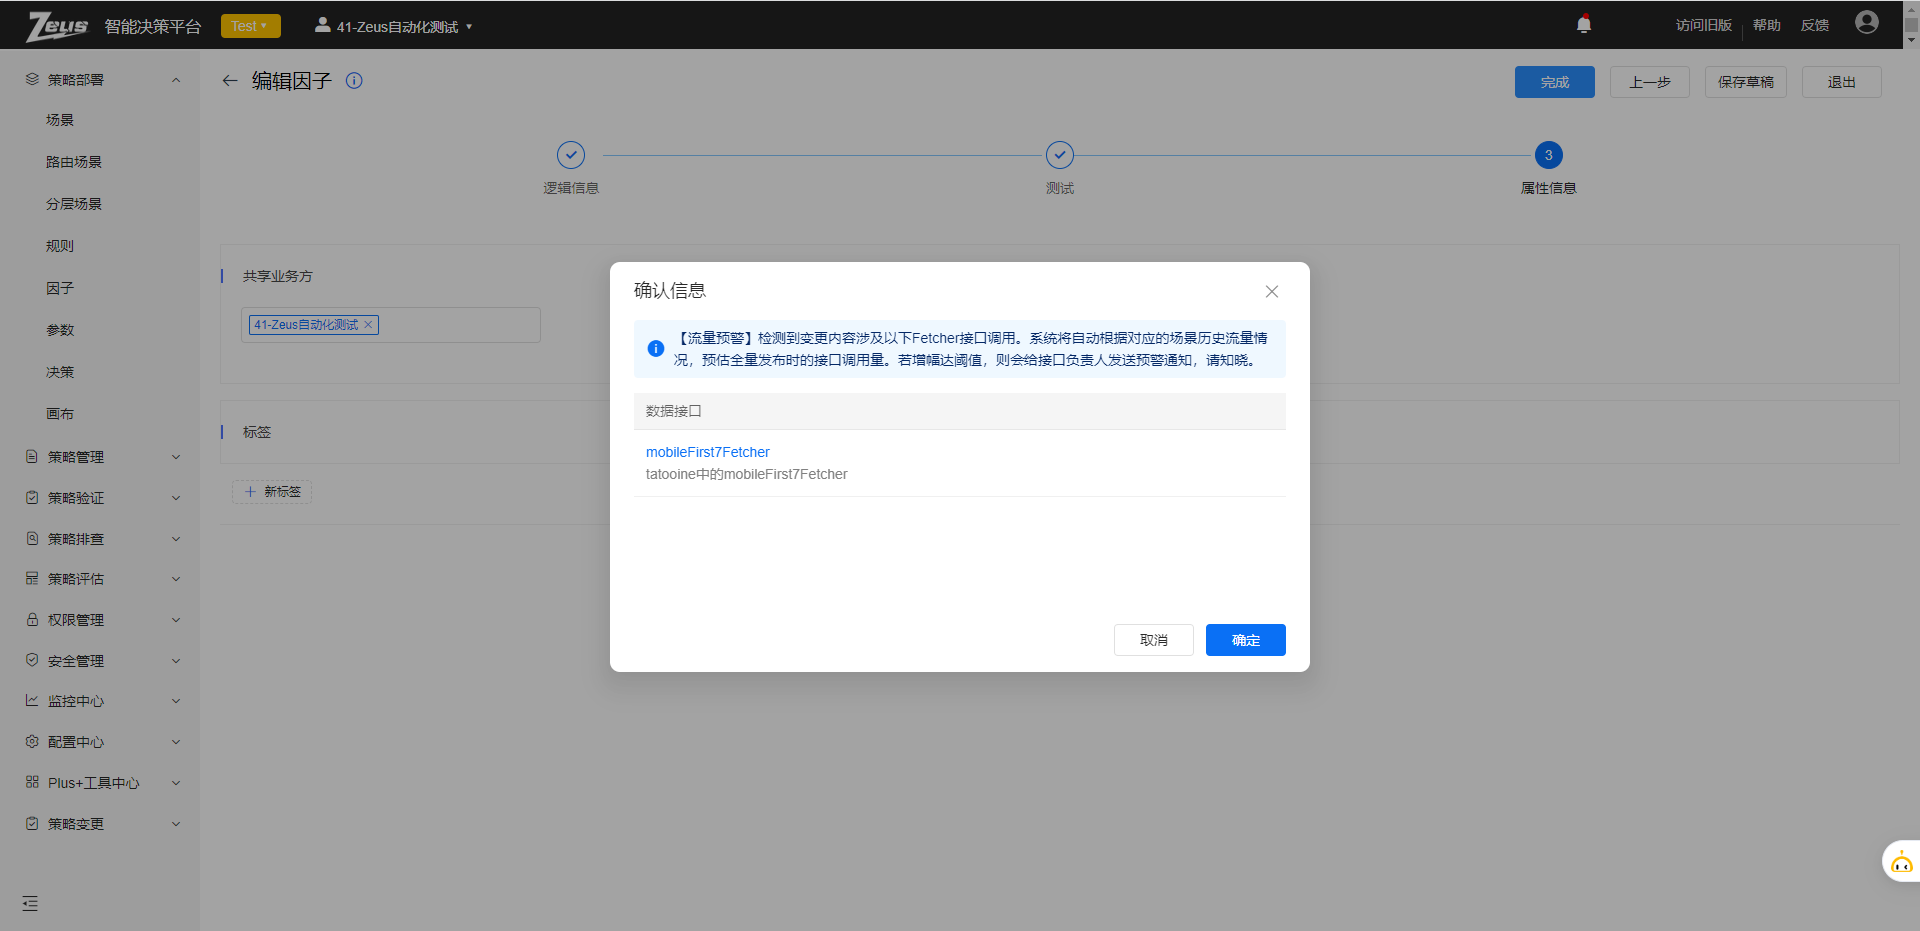 Zeus 智能决策平台 Test 41-Zeus自动化测试 访问旧版 帮助 反馈
策略部署
场景
路由场景
分层场景
规则
因子
参数
决策
画布
策略管理
策略验证
策略排查
策略评估
权限管理
安全管理
监控中心
配置中心
Plus+工具中心
策略变更
编辑因子
完成 上一步 保存草稿 退出
逻辑信息 测试 3 属性信息
共享业务方
41-Zeus自动化测试
标签
新标签
确认信息
【流量预警】检测到变更内容涉及以下Fetcher接口调用。系统将自动根据对应的场景历史流量情
况，预估全量发布时的接口调用量。若增幅达阈值，则会给接口负责人发送预警通知，请知晓。
数据接口
mobileFirst7Fetcher
tatooine中的mobileFirst7Fetcher
取消 确定